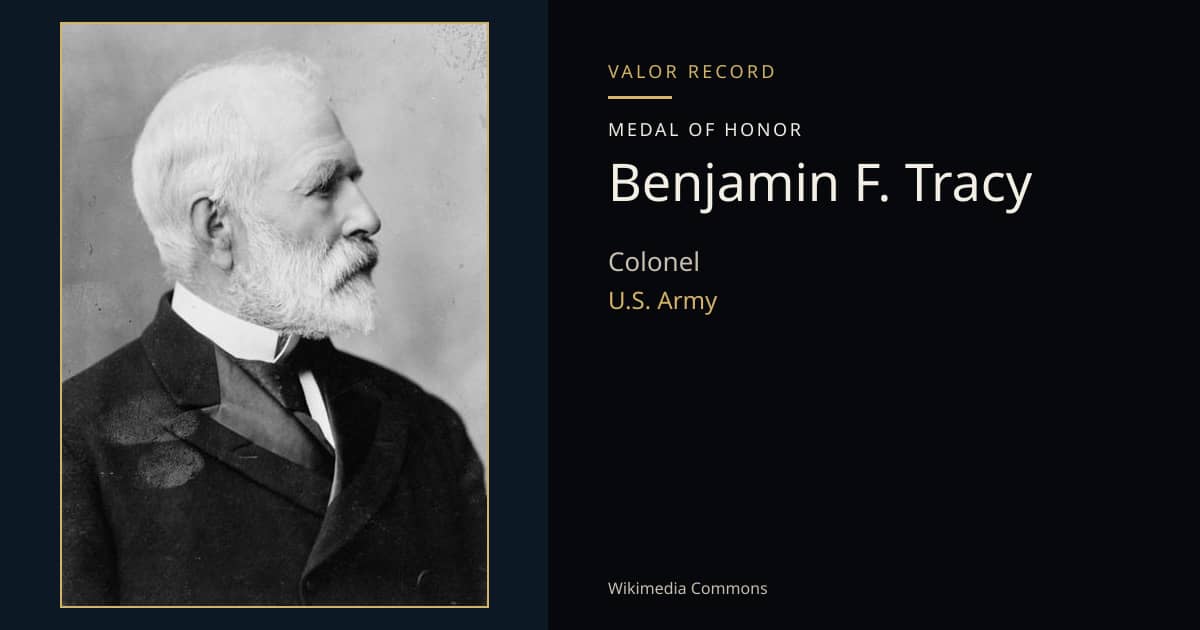 VALOR RECORD
MEDAL OF HONOR
Benjamin F. Tracy
Colonel
U.S. Army
Wikimedia Commons